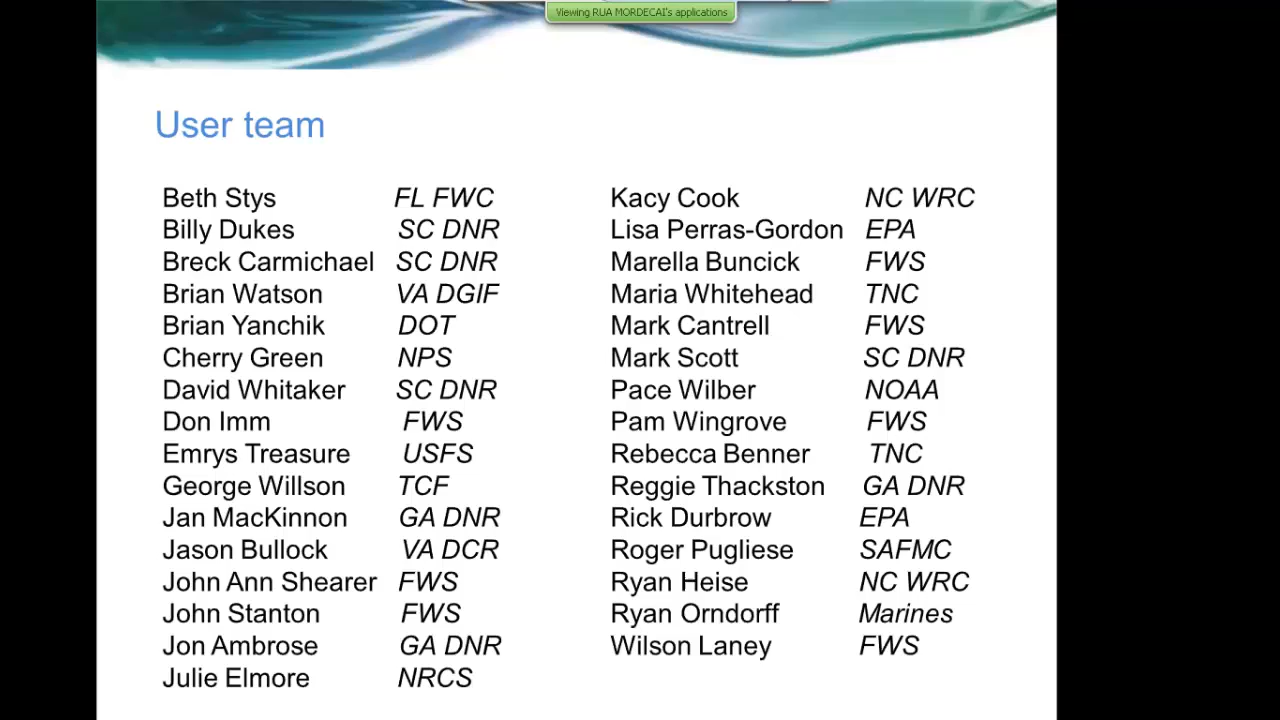 Viewing RUA MORDECAI's applications
User team
Beth Stys FL FWC
Billy Dukes SC DNR
Breck Carmichael SC DNR
Brian Watson VA DGIF
Brian Yanchik DOT
Cherry Green NPS
David Whitaker SC DNR
Don Imm FWS
Emrys Treasure USFS
George Willson TCF
Jan MacKinnon GA DNR
Jason Bullock VA DCR
John Ann Shearer FWS
John Stanton FWS
Jon Ambrose GA DNR
Julie Elmore NRCS
Kacy Cook NC WRC
Lisa Perras-Gordon EPA
Marella Buncick FWS
Maria Whitehead TNC
Mark Cantrell FWS
Mark Scott SC DNR
Pace Wilber NOAA
Pam Wingrove FWS
Rebecca Benner TNC
Reggie Thackston GA DNR
Rick Durbrow EPA
Roger Pugliese SAFMC
Ryan Heise NC WRC
Ryan Orndorff Marines
Wilson Laney FWS